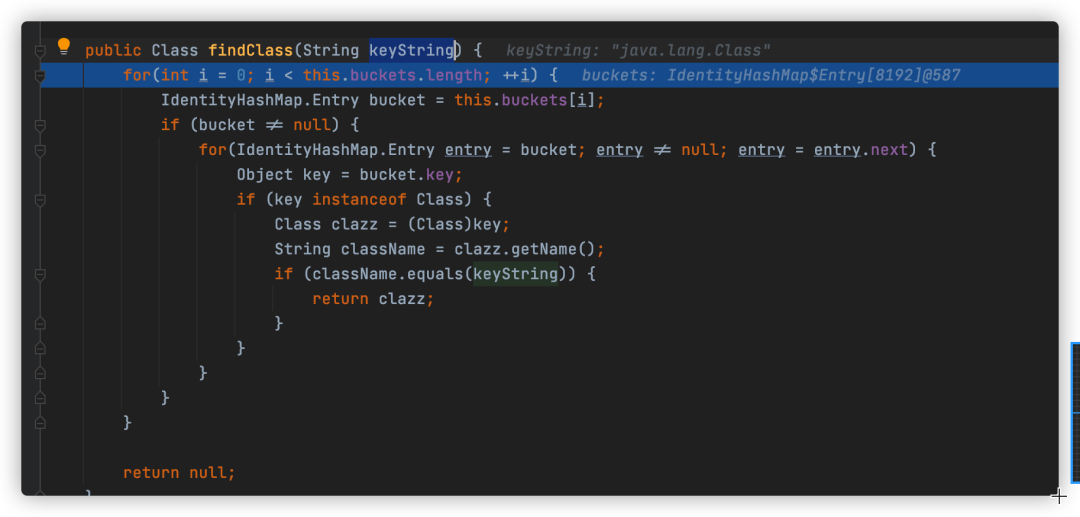 public Class findClass(String keyString) { keyString: "java.lang.Class"
for(int i = 0; i < this.buckets.length; ++i) { buckets: IdentityHashMap$Entry[8192]@587
IdentityHashMap.Entry bucket = this.buckets[i];
if (bucket ≠ null) {
for(IdentityHashMap.Entry entry = bucket; entry ≠ null; entry = entry.next) {
Object key = bucket.key;
if (key instanceof Class) {
Class clazz = (Class)key;
String className = clazz.getName();
if (className.equals(keyString)) {
return clazz;
}
}
}
}
}
return null;
}